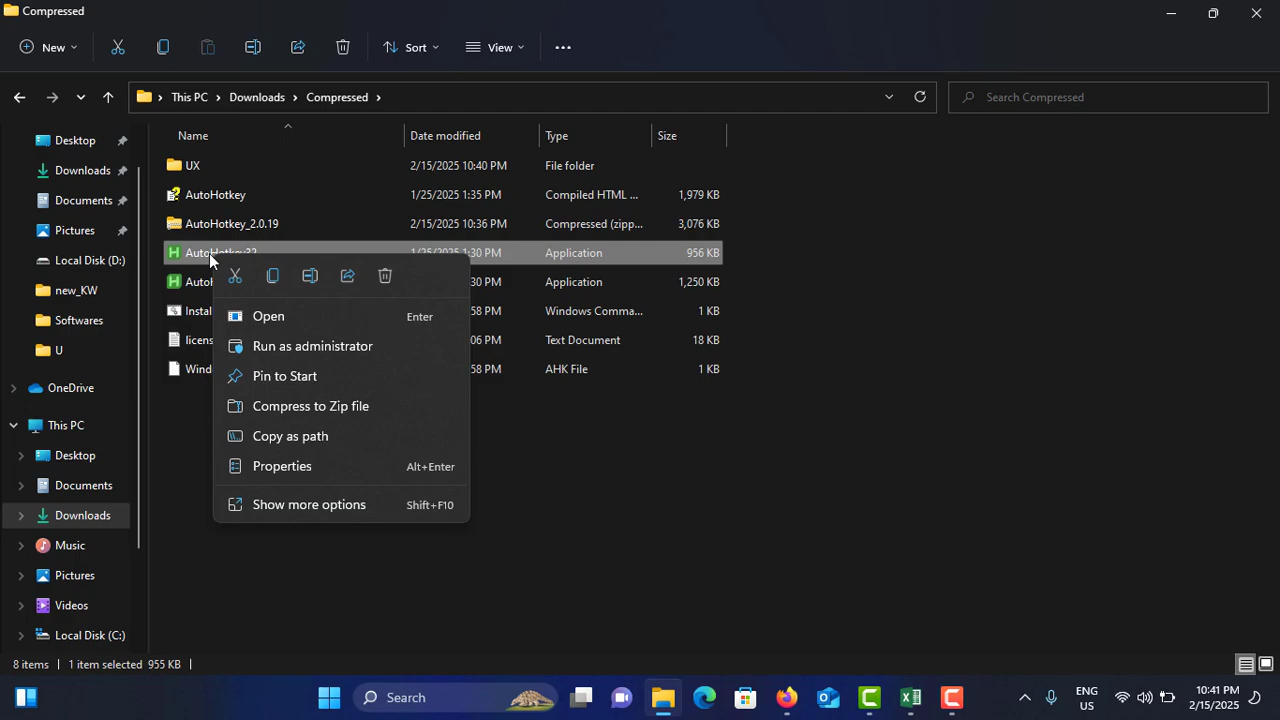 Compressed
New
Sort
View
This PC > Downloads > Compressed >
Search Compressed
Name
Date modified
Type
Size
UX 2/15/2025 10:40 PM File folder
AutoHotkey 1/25/2025 1:35 PM Compiled HTML ... 1,979 KB
AutoHotkey_2.0.19 2/15/2025 10:36 PM Compressed (zipp... 3,076 KB
AutoHotkey32 1/25/2025 1:30 PM Application 956 KB
30 PM Application 1,250 KB
58 PM Windows Comma... 1 KB
06 PM Text Document 18 KB
58 PM AHK File 1 KB
Open Enter
Run as administrator
Pin to Start
Compress to Zip file
Copy as path
Properties Alt+Enter
Show more options Shift+F10
Desktop
Downloads
Documents
Pictures
Local Disk (D:)
new_KW
Softwares
U
OneDrive
This PC
Desktop
Documents
Downloads
Music
Pictures
Videos
Local Disk (C:)
8 items | 1 item selected 955 KB |
Search
ENG
US
10:41 PM
2/15/2025